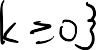 k ≥ 0}